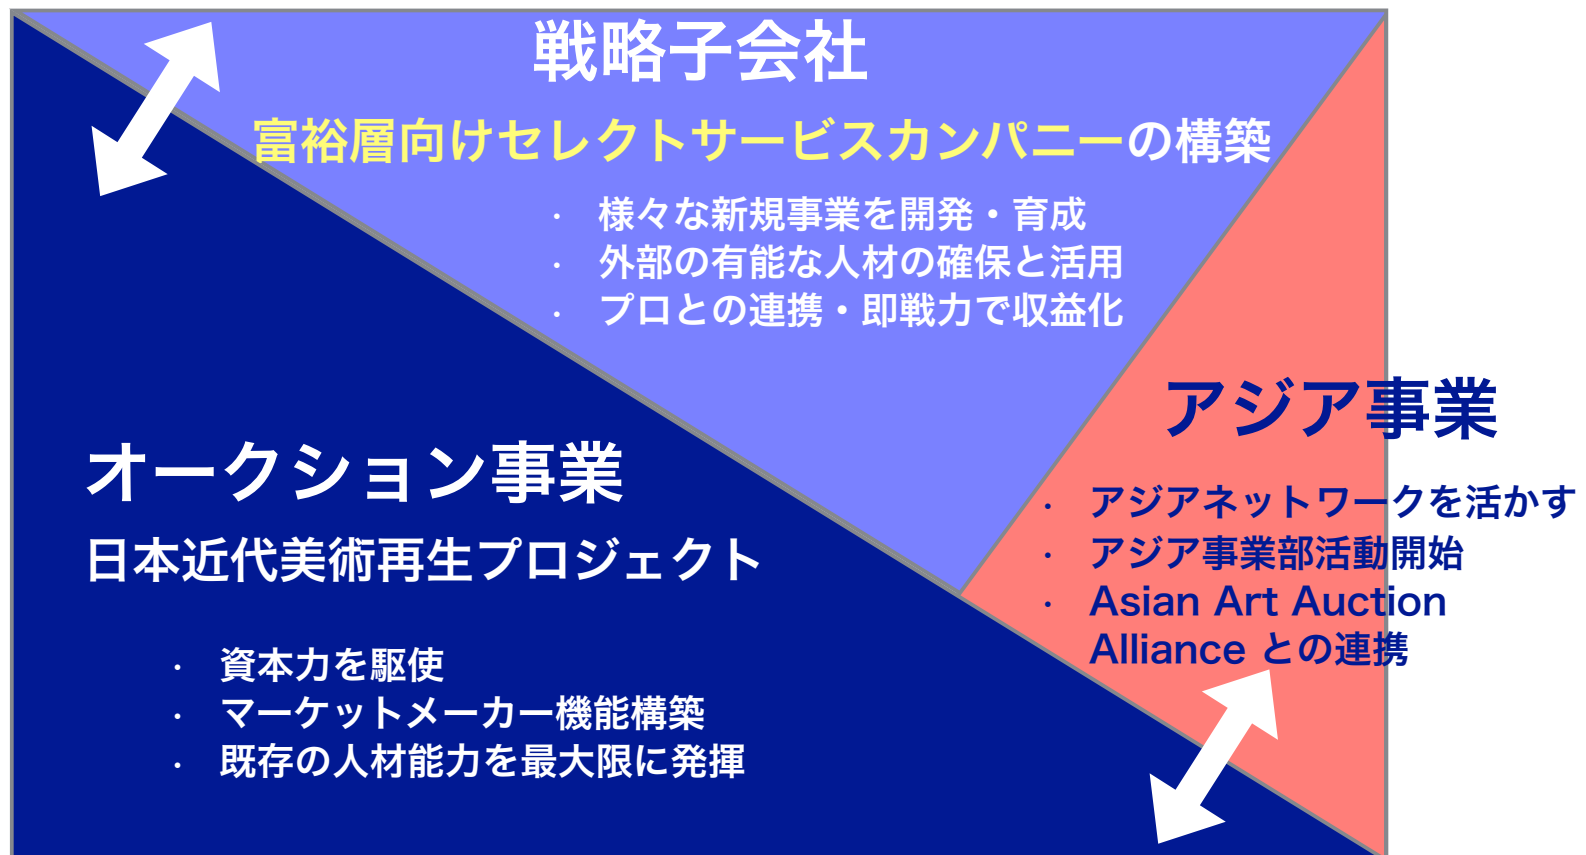 戦略子会社
富裕層向けセレクトサービスカンパニーの構築
・ 様々な新規事業を開発・育成
・ 外部の有能な人材の確保と活用
・ プロとの連携・即戦力で収益化
アジア事業
・ アジアネットワークを活かす
・ アジア事業部活動開始
・ Asian Art Auction
Alliance との連携
オークション事業
日本近代美術再生プロジェクト
・ 資本力を駆使
・ マーケットメーカー機能構築
・ 既存の人材能力を最大限に発揮